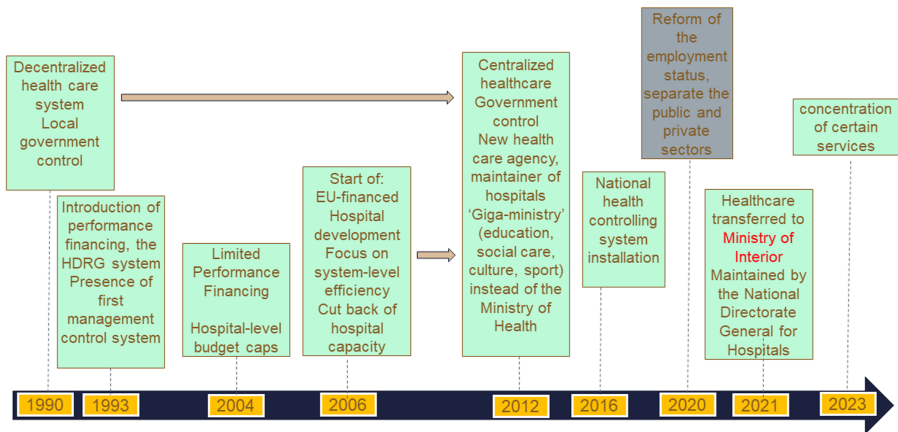 Decentralized
health care
system
Local
government
control
Introduction of
performance
financing, the
HDRG system
Presence of
first
management
control system
Limited
Performance
Financing
Hospital-level
budget caps
Start of:
EU-financed
Hospital
development
Focus on
system-level
efficiency
Cut back of
hospital
capacity
Centralized
healthcare
Government
control
New health
care agency,
maintainer of
hospitals
‘Giga-ministry’
(education,
social care,
culture, sport)
instead of the
Ministry of
Health
National
health
controlling
system
installation
Reform of
the
employment
status,
separate the
public and
private
sectors
Healthcare
transferred to
Ministry of
Interior
Maintained by
the National
Directorate
General for
Hospitals
concentration
of certain
services
1990
1993
2004
2006
2012
2016
2020
2021
2023